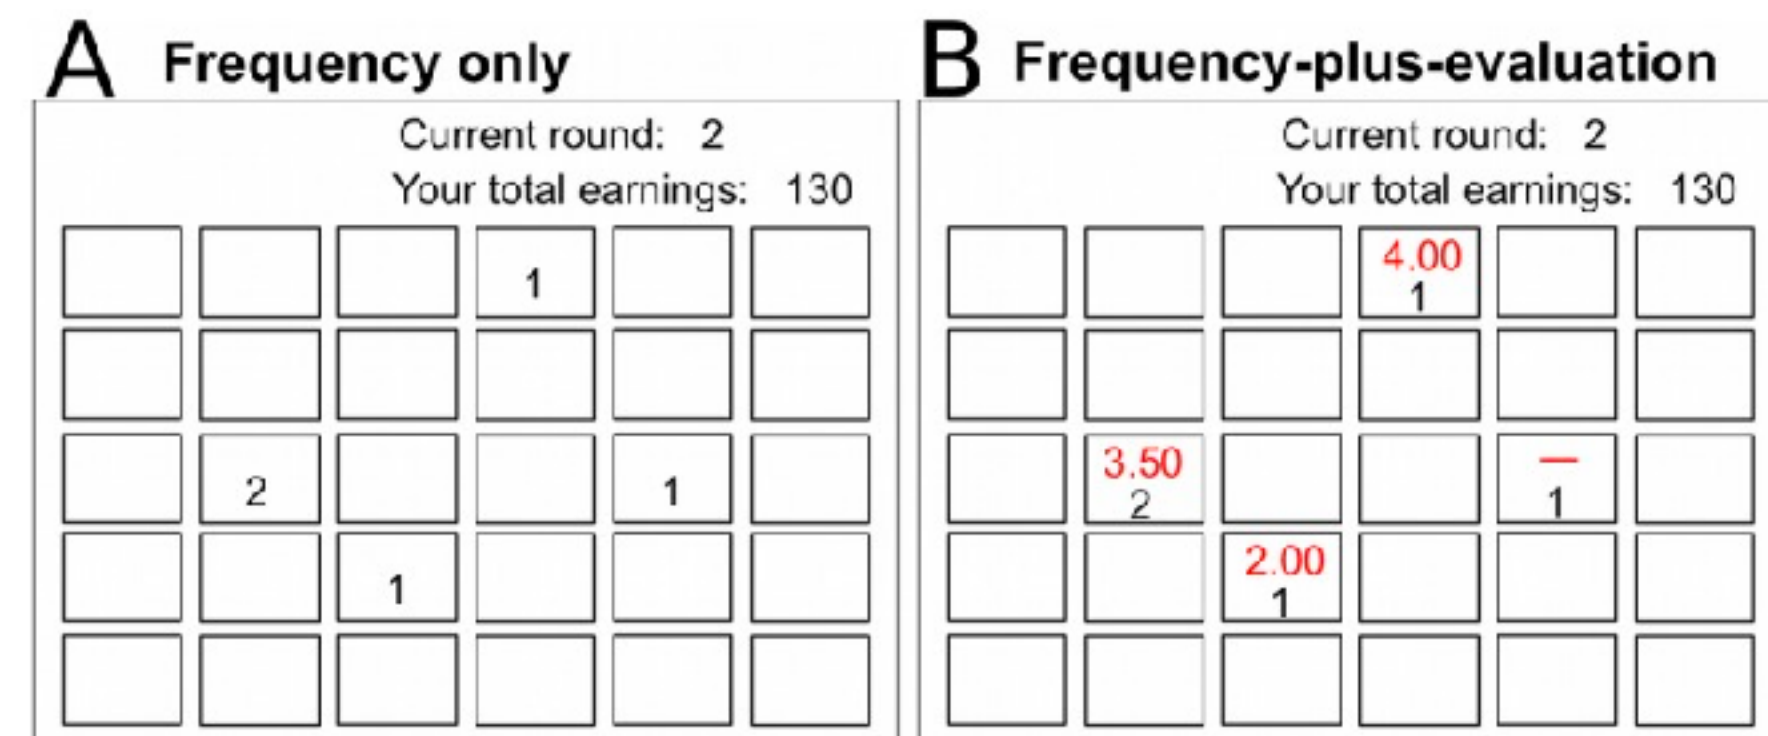 A Frequency only
Current round: 2
Your total earnings: 130
1
2 1
1
B Frequency-plus-evaluation
Current round: 2
Your total earnings: 130
4.00
1
3.50 —
2 1
2.00
1